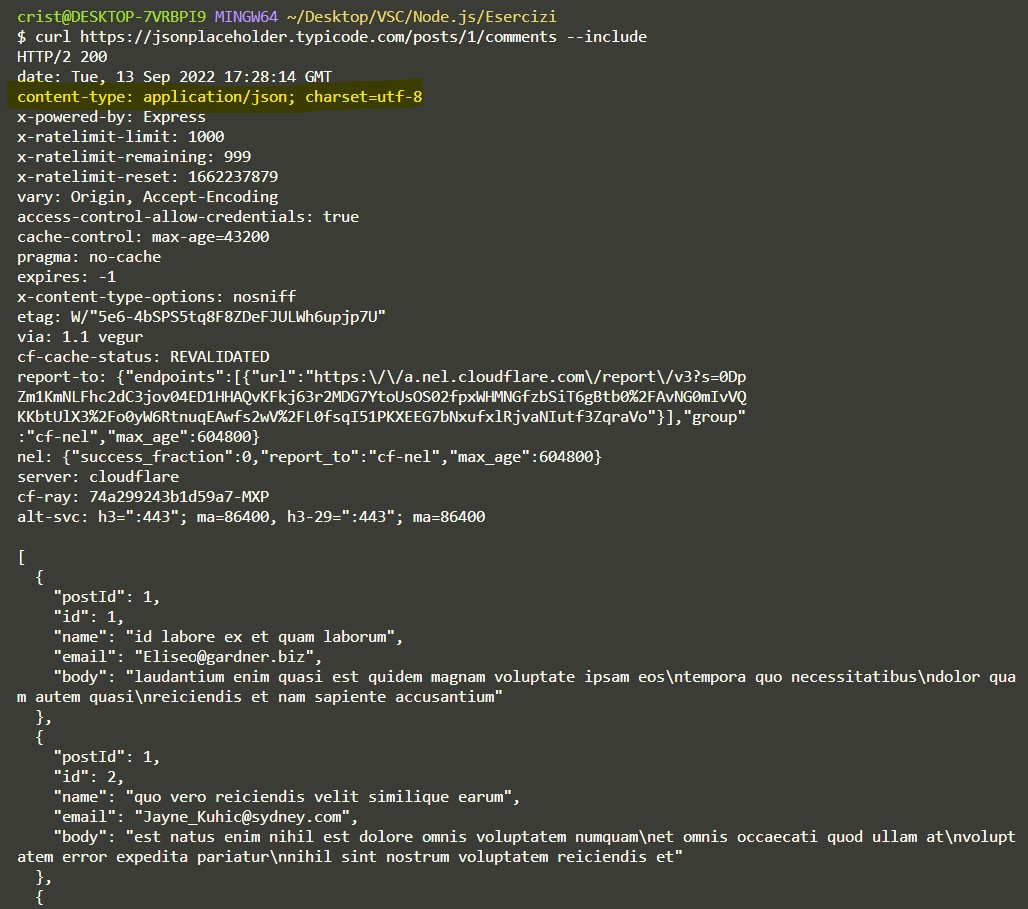 crist@DESKTOP-7VRBPI9 MINGW64 ~/Desktop/VSC/Node.js/Esercizi
$ curl https://jsonplaceholder.typicode.com/posts/1/comments --include
HTTP/2 200
date: Tue, 13 Sep 2022 17:28:14 GMT
content-type: application/json; charset=utf-8
x-powered-by: Express
x-ratelimit-limit: 1000
x-ratelimit-remaining: 999
x-ratelimit-reset: 1662237879
vary: Origin, Accept-Encoding
access-control-allow-credentials: true
cache-control: max-age=43200
pragma: no-cache
expires: -1
x-content-type-options: nosniff
etag: W/"5e6-4bSPS5tq8F8ZDeFJULWh6upjp7U"
via: 1.1 vegur
cf-cache-status: REVALIDATED
report-to: {"endpoints":[{"url":"https:\/\/a.nel.cloudflare.com\/report\/v3?s=0Dp
Zm1KmNLFhc2dC3jov04ED1HHAQvKFkj63r2MDG7YtoUsOS02fpxWHMNGfzbSiT6gBtb0%2FAvNG0mIvVQ
KKbtUlX3%2Fo0yW6RtnuqEAwfs2wV%2FL0fsqI51PKXEEG7bNxufxlRjvaNIutf3ZqraVo"}],"group"
:"cf-nel","max_age":604800}
nel: {"success_fraction":0,"report_to":"cf-nel","max_age":604800}
server: cloudflare
cf-ray: 74a299243b1d59a7-MXP
alt-svc: h3=":443"; ma=86400, h3-29=":443"; ma=86400
[
{
"postId": 1,
"id": 1,
"name": "id labore ex et quam laborum",
"email": "Eliseo@gardner.biz",
"body": "laudantium enim quasi est quidem magnam voluptate ipsam eos\ntempora quo necessitatibus\ndolor qua
m autem quasi\nreiciendis et nam sapiente accusantium"
},
{
"postId": 1,
"id": 2,
"name": "quo vero reiciendis velit similique earum",
"email": "Jayne_Kuhic@sydney.com",
"body": "est natus enim nihil est dolore omnis voluptatem numquam\net omnis occaecati quod ullam at\nvolupt
atem error expedita pariatur\nnihil sint nostrum voluptatem reiciendis et"
},
{